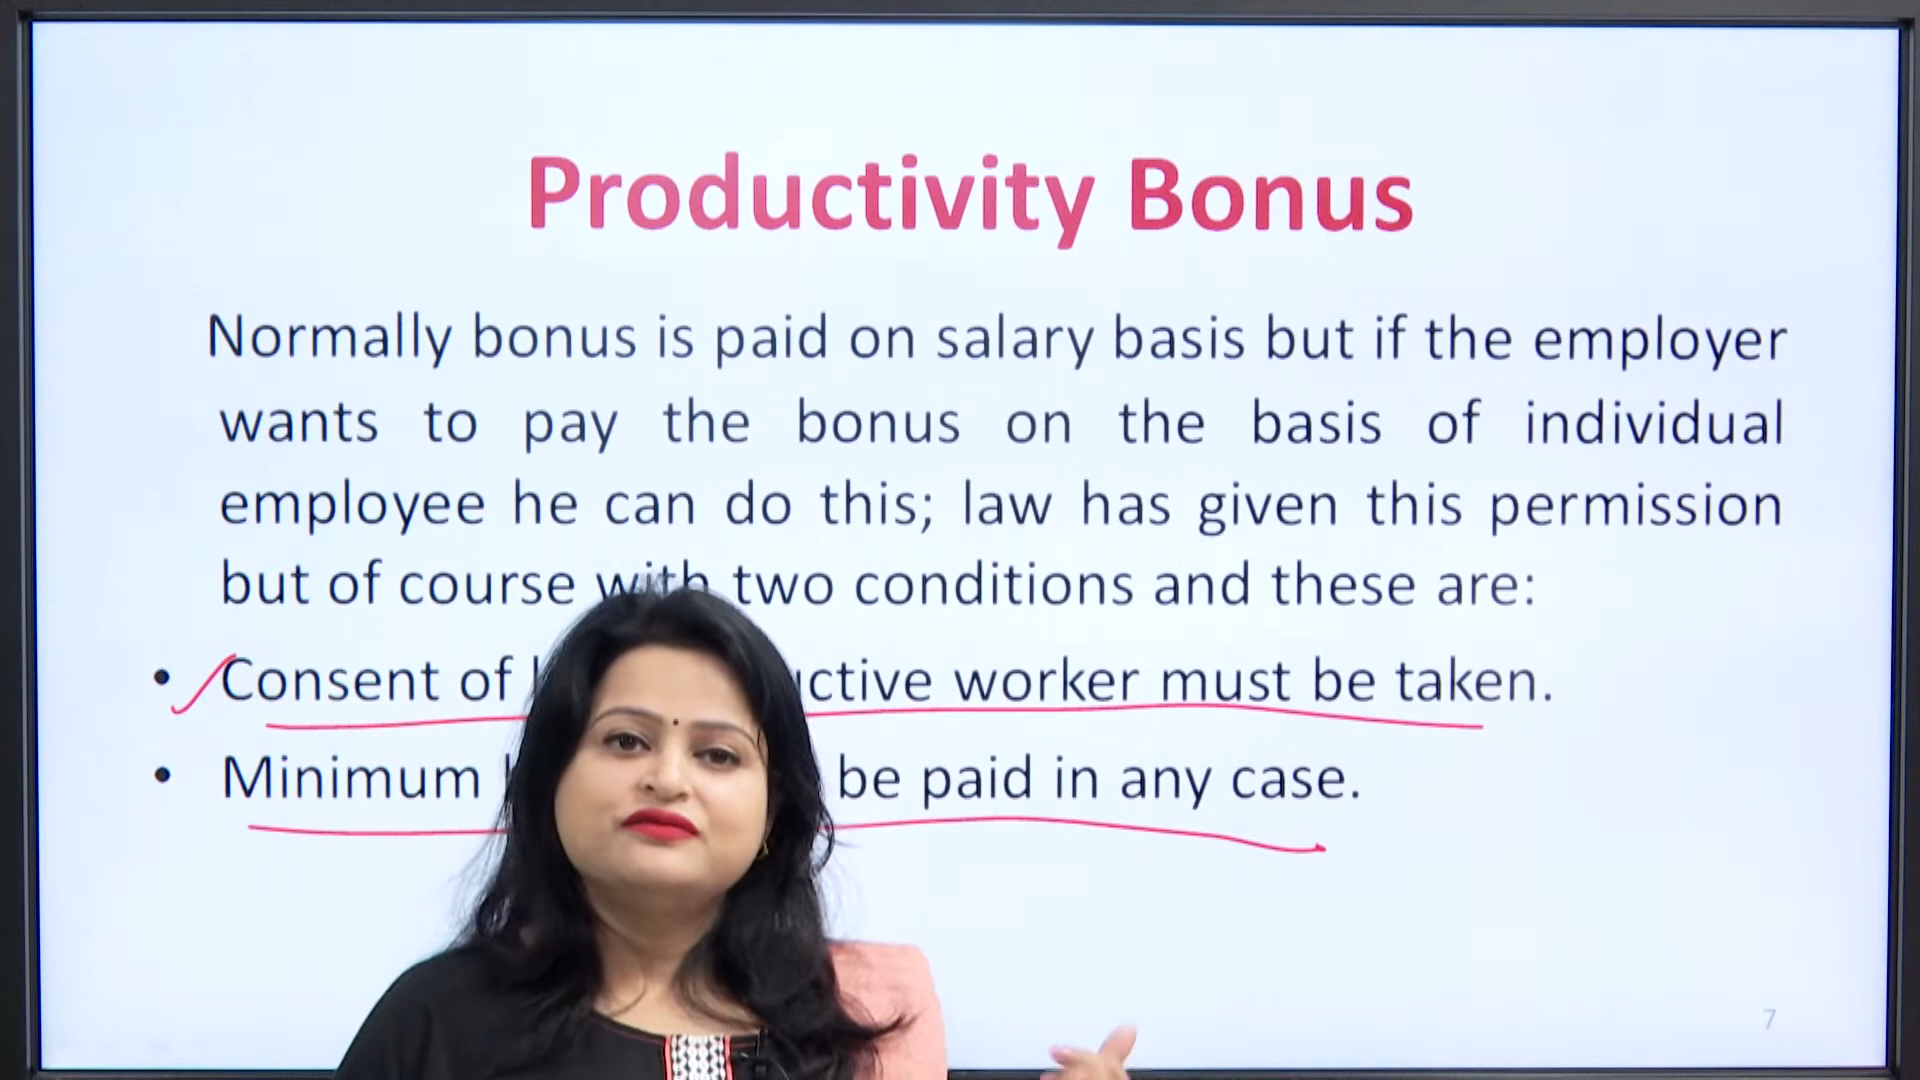 Productivity Bonus
Normally bonus is paid on salary basis but if the employer
wants to pay the bonus on the basis of individual
employee he can do this; law has given this permission
but of course with two conditions and these are:
• Consent of worker must be taken.
• Minimum be paid in any case.
7